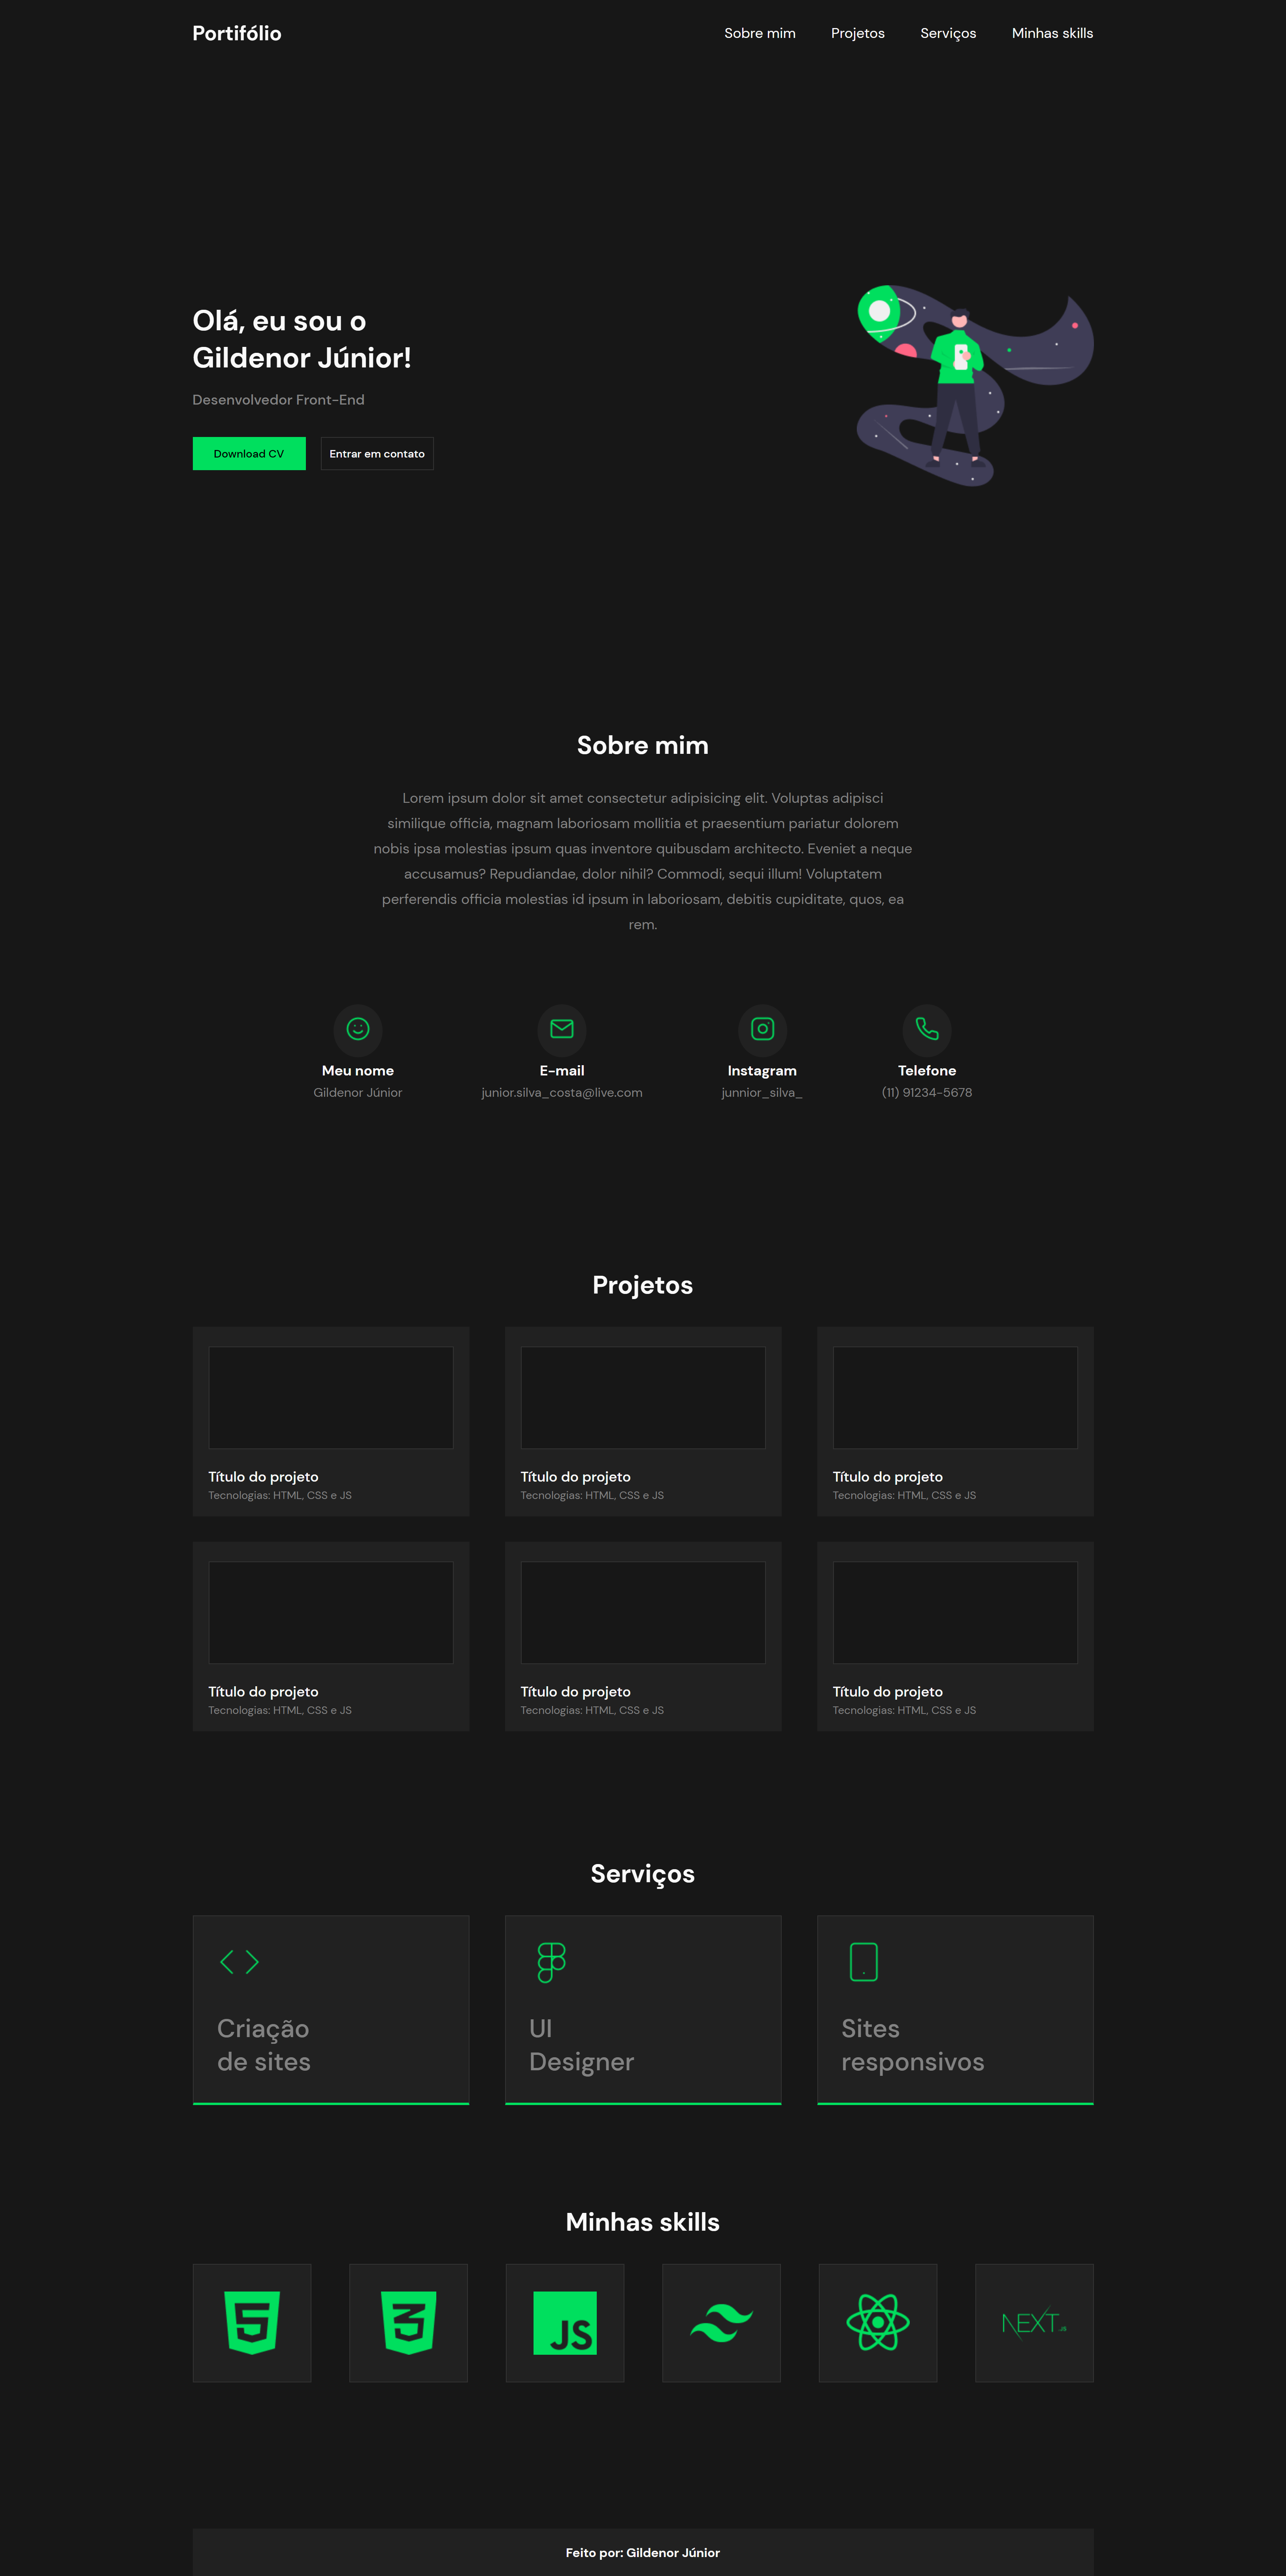 Portifólio
Sobre mim
Projetos
Serviços
Minhas skills
Olá, eu sou o
Gildenor Júnior!
Desenvolvedor Front-End
Download CV
Entrar em contato
Sobre mim
Lorem ipsum dolor sit amet consectetur adipisicing elit. Voluptas adipisci
similique officia, magnam laboriosam mollitia et praesentium pariatur dolorem
nobis ipsa molestias ipsum quas inventore quibusdam architecto. Eveniet a neque
accusamus? Repudiandae, dolor nihil? Commodi, sequi illum! Voluptatem
perferendis officia molestias id ipsum in laboriosam, debitis cupiditate, quos, ea
rem.
Meu nome
Gildenor Júnior
E-mail
junior.silva_costa@live.com
Instagram
junnior_silva_
Telefone
(11) 91234-5678
Projetos
Título do projeto
Tecnologias: HTML, CSS e JS
Título do projeto
Tecnologias: HTML, CSS e JS
Título do projeto
Tecnologias: HTML, CSS e JS
Título do projeto
Tecnologias: HTML, CSS e JS
Título do projeto
Tecnologias: HTML, CSS e JS
Título do projeto
Tecnologias: HTML, CSS e JS
Serviços
Criação
de sites
UI
Designer
Sites
responsivos
Minhas skills
5
3
JS
NEXT.JS
Feito por: Gildenor Júnior